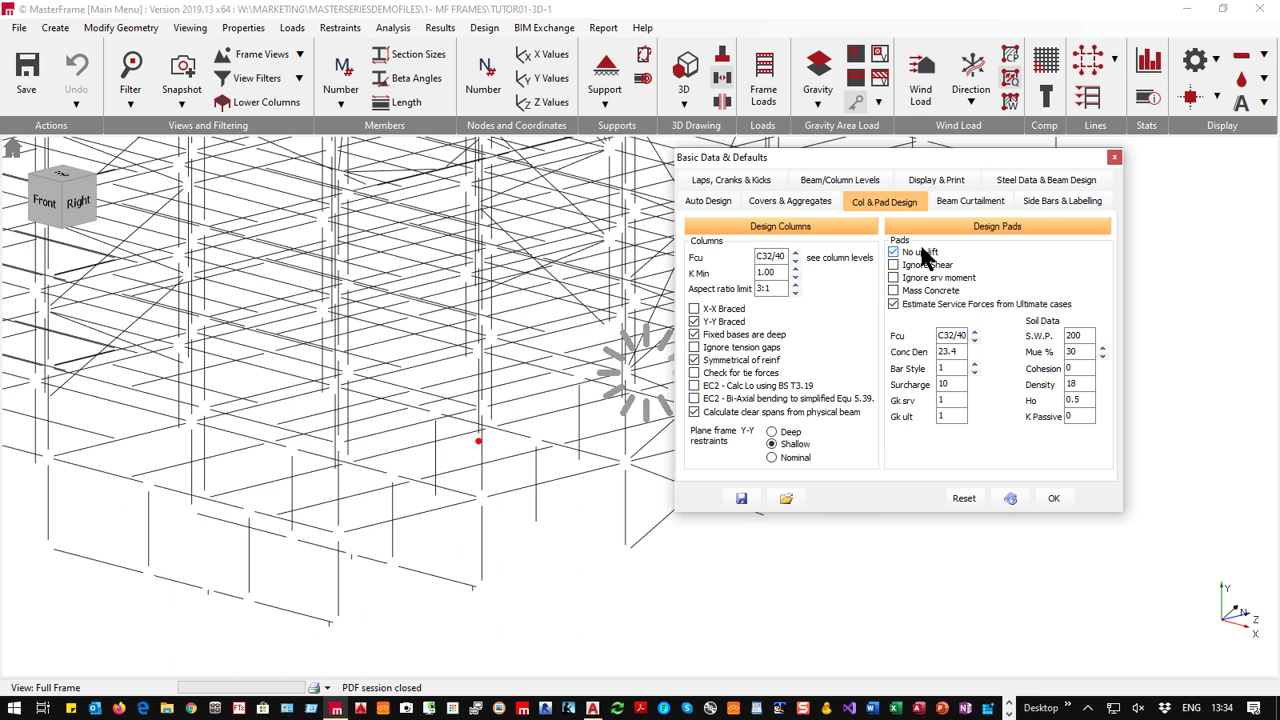 © MasterFrame [Main Menu] : Version 2019.13 x64 : W:\MARKETING\MASTERSERIESDEMOFILES\1- MF FRAMES\TUTOR01-3D-1
File Create Modify Geometry Viewing Properties Loads Restraints Analysis Results Design BIM Exchange Report Help
Frame Views Section Sizes X Values
View Filters Beam Angles Y Values
Lower Columns Length Z Values
Save Undo Filter Snapshot Number Number Support 3D Frame Loads Gravity Wind Load Direction
Actions Views and Filtering Members Nodes and Coordinates Supports 3D Drawing Loads Gravity Area Load Wind Load Comp Lines Stats Display
Front Right
Basic Data & Defaults
Laps, Cranks & Kicks Beam/Column Levels Display & Print Steel Data & Beam Design
Auto Design Covers & Aggregates Col & Pad Design Beam Curtailment Side Bars & Labelling
Design Columns
Columns
Fcu C32/40 see column levels
K Min 1.00
Aspect ratio limit 3:1
X-X Braced
Y-Y Braced
Fixed bases are deep
Ignore tension gaps
Symmetrical of reinf
Check for tie forces
EC2 - Calc Lo using BS T3.19
EC2 - Bi-Axial bending to simplified Equ 5.39.
Calculate clear spans from physical beam
Plane frame Y-Y restraints
Deep
Shallow
Nominal
Design Pads
Pads
No uplift
Ignore shear
Ignore srv moment
Mass Concrete
Estimate Service Forces from Ultimate cases
Soil Data
Fcu C32/40 S.W.P. 200
Conc Den 23.4 Mue % 30
Bar Style 1 Cohesion 0
Surcharge 10 Density 18
Gk srv 1 Ho 0.5
Gk ult 1 K Passive 0
Reset OK
Y
N
Z
X
View: Full Frame PDF session closed
Desktop ENG 13:34